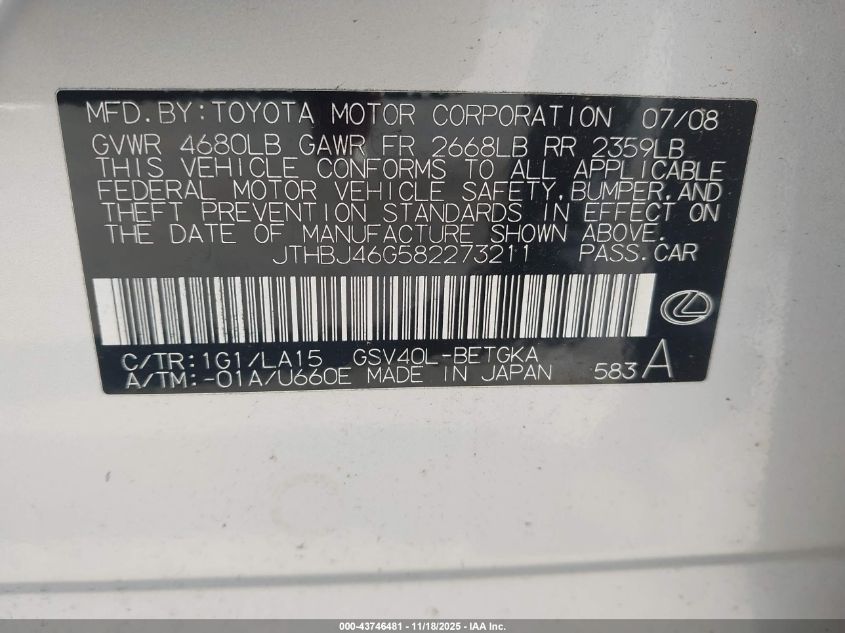 MFD.BY:TOYOTA MOTOR CORPORATION 07/08
GVWR 4680LB GAWR FR 2668LB RR 2359LB
THIS VEHICLE CONFORMS TO ALL APPLICABLE
FEDERAL MOTOR VEHICLE SAFETY,BUMPER,AND
THEFT PREVENTION STANDARDS IN EFFECT ON
THE DATE OF MANUFACTURE SHOWN ABOVE.
JTHBJ46G582273211 PASS.CAR
C/TR:1G1/LA15 GSV40L-BETGKA
A/TM:-01A/U660E MADE IN JAPAN 583A
000-43746481 - 11/18/2025 - IAA Inc.